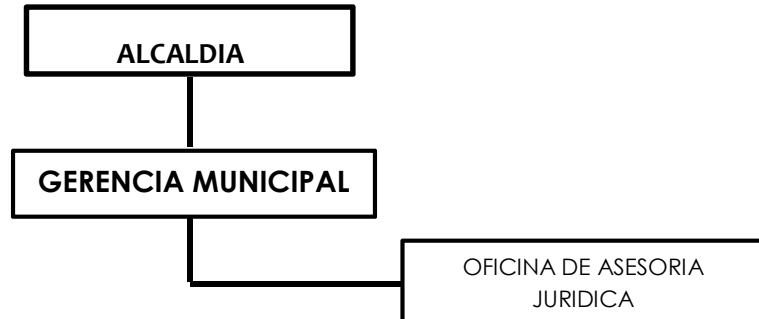 ALCALDIA
GERENCIA MUNICIPAL
OFICINA DE ASESORIA
JURIDICA